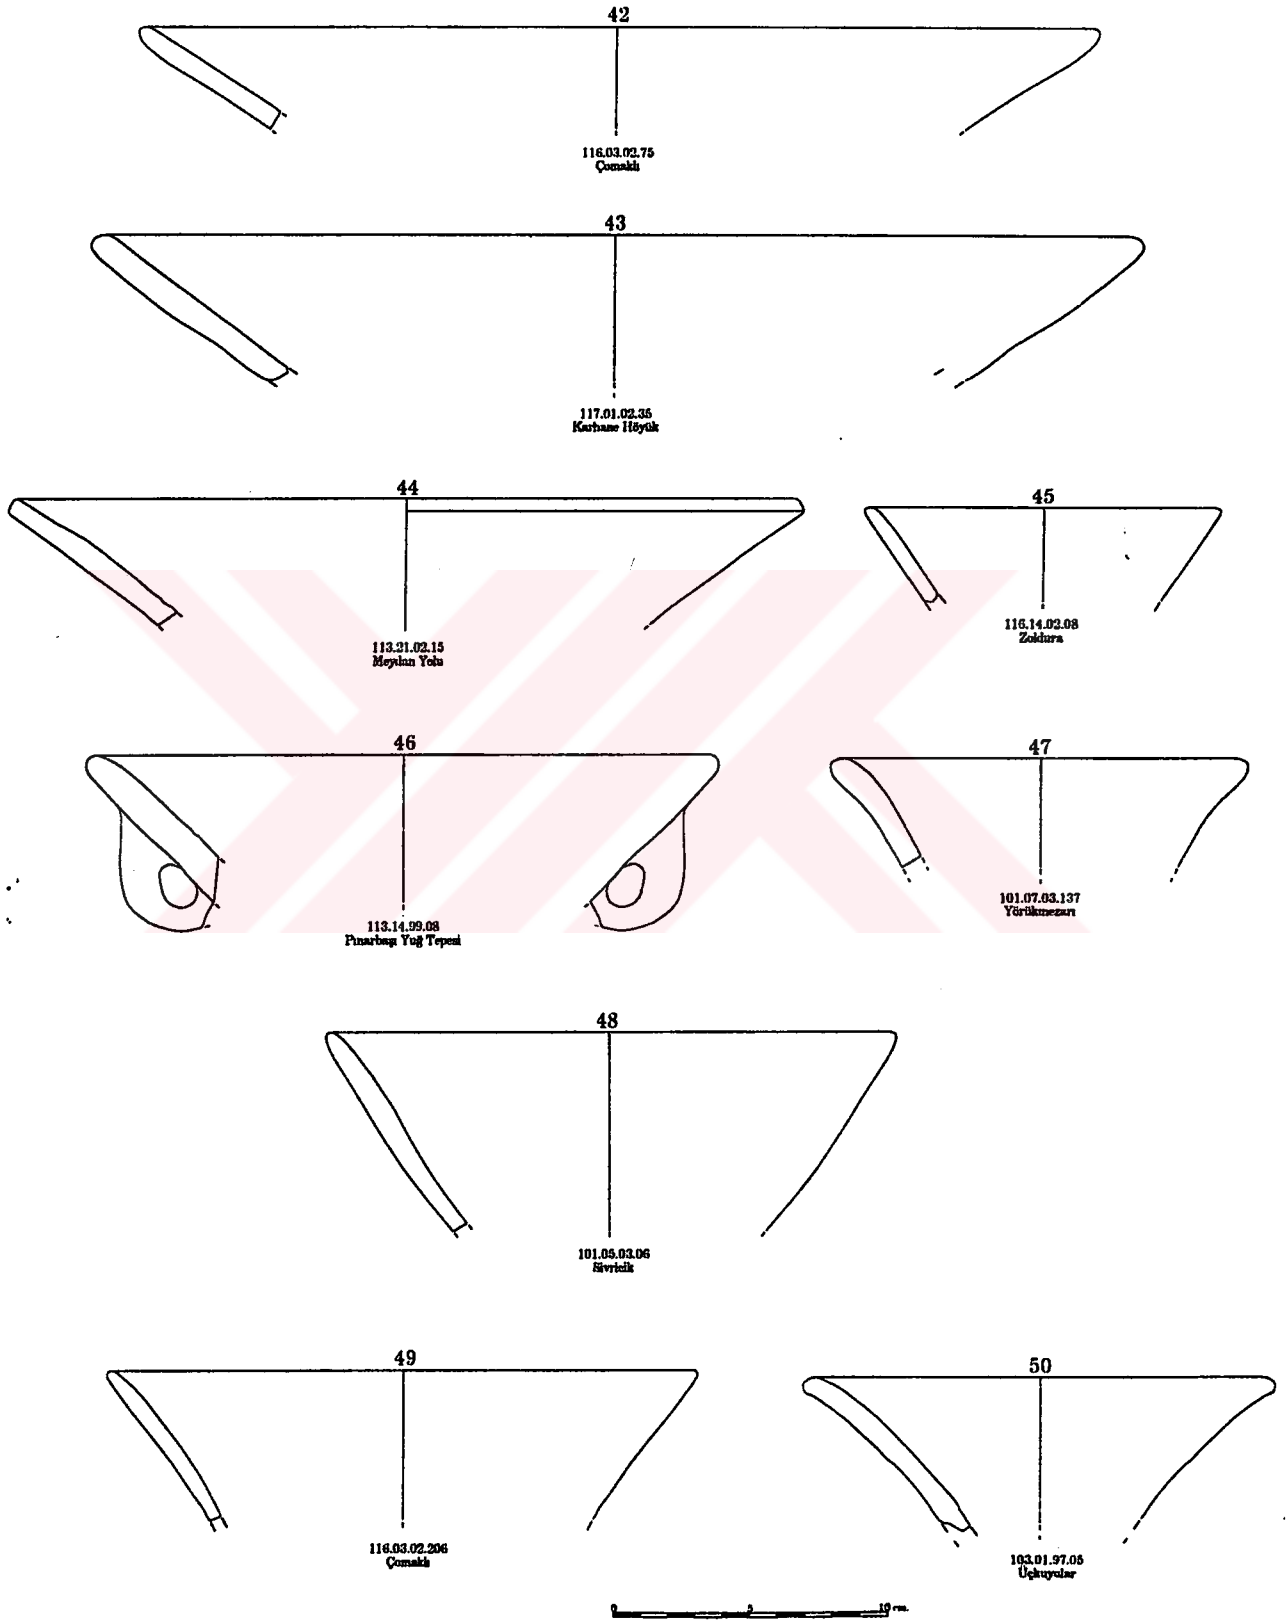 42
116.03.02.75
Çomaklı
43
117.01.02.35
Karhane Höyük
44
113.21.02.15
Meydan Yolu
45
116.14.02.08
Zoldura
46
113.14.99.08
Pınarbaşı Yuğ Tepesi
47
101.07.03.137
Yörükmezarı
48
101.05.03.06
Sivricik
49
116.03.02.206
Çomaklı
50
103.01.97.05
Üçkuyular
0 5 10 cm.